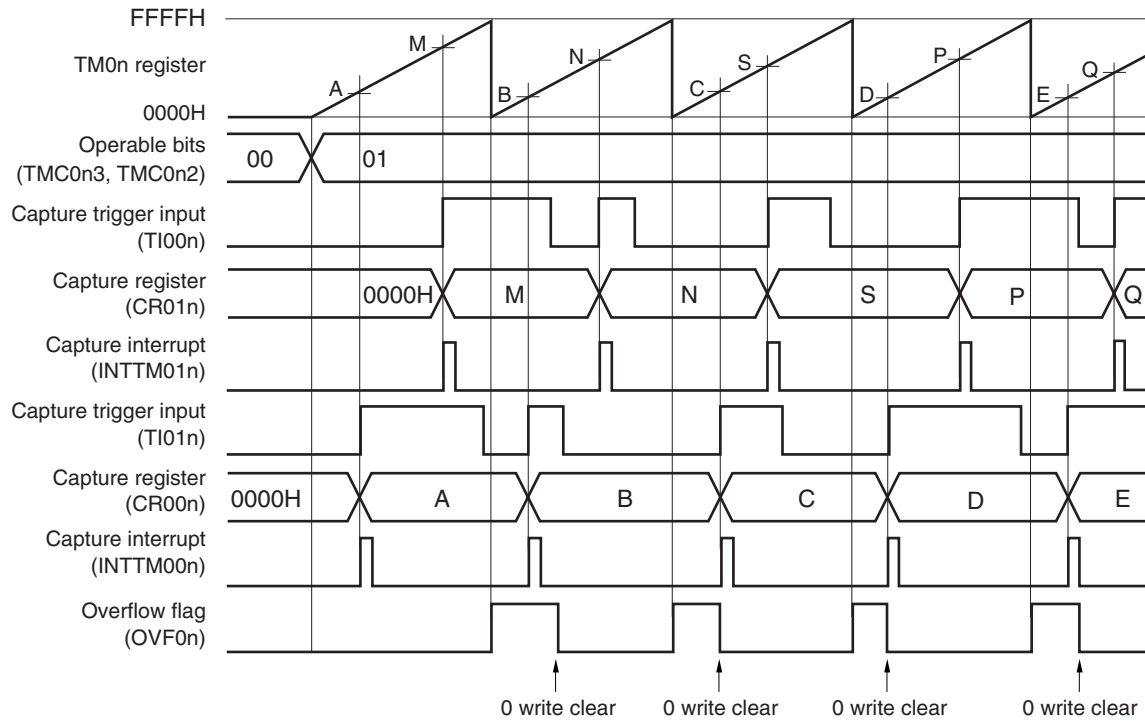 FFFFH
TM0n register
0000H
A M B N C S D P E Q
Operable bits
(TMC0n3, TMC0n2)
00 01
Capture trigger input
(TI00n)
Capture register
(CR01n)
0000H M N S P Q
Capture interrupt
(INTTM01n)
Capture trigger input
(TI01n)
Capture register
(CR00n)
0000H A B C D E
Capture interrupt
(INTTM00n)
Overflow flag
(OVF0n)
0 write clear 0 write clear 0 write clear 0 write clear